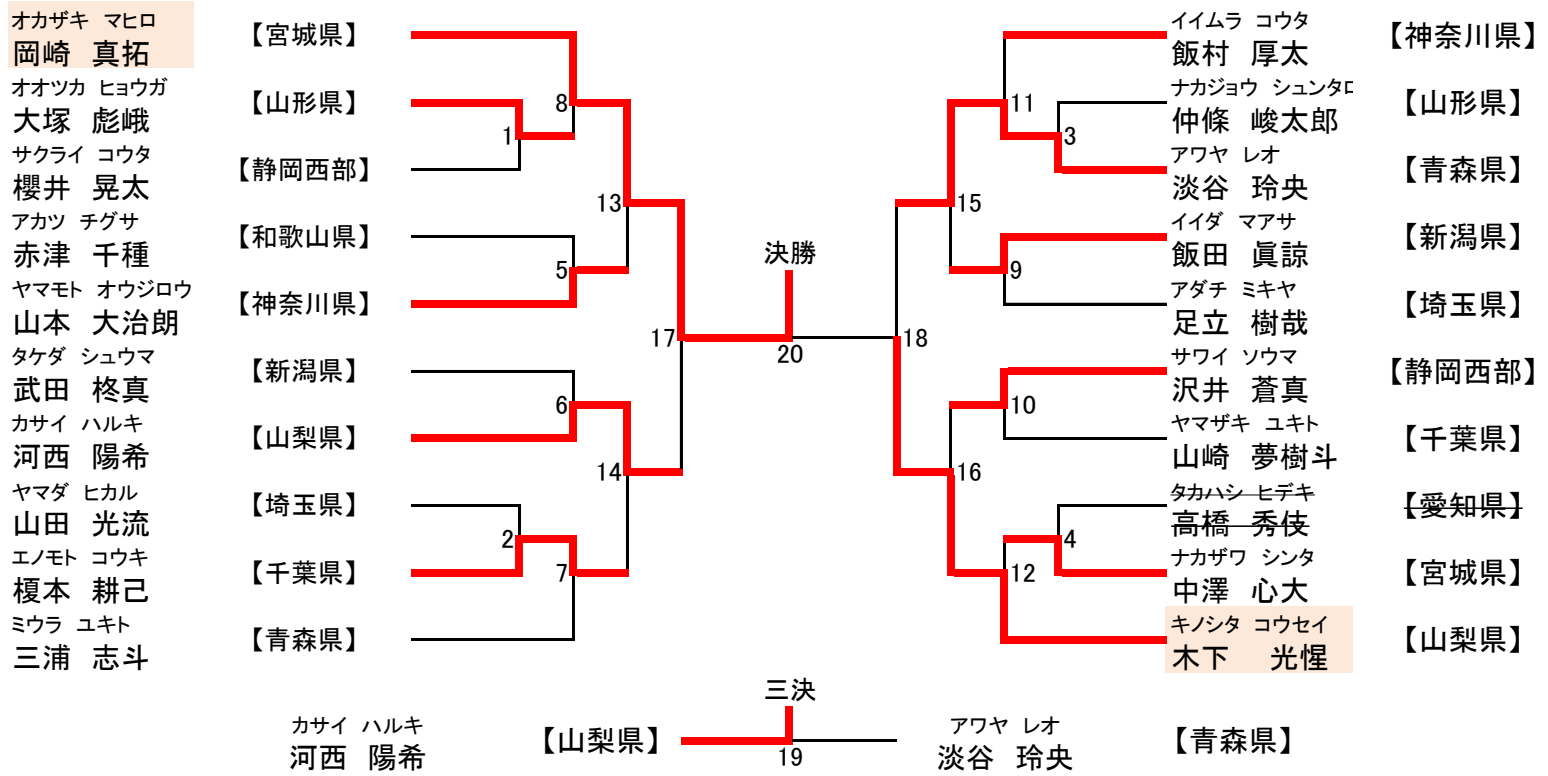 オカザキ マヒロ
岡崎 真拓 【宮城県】
オオツカ ヒョウガ
大塚 彪峨 【山形県】
サクライ コウタ
櫻井 晃太 【静岡西部】
アカツ チグサ
赤津 千種 【和歌山県】
ヤマモト オウジロウ
山本 大治朗 【神奈川県】
タケダ シュウマ
武田 柊真 【新潟県】
カサイ ハルキ
河西 陽希 【山梨県】
ヤマダ ヒカル
山田 光流 【埼玉県】
エノモト コウキ
榎本 耕己 【千葉県】
ミウラ ユキト
三浦 志斗 【青森県】
8
1
13
5
17
6
14
2
7
決勝
20
11
3
15
9
18
10
16
4
12
イイムラ コウタ
飯村 厚太 【神奈川県】
ナカジョウ シュンタロ
仲條 峻太郎 【山形県】
アワヤ レオ
淡谷 玲央 【青森県】
イイダ マアサ
飯田 眞諒 【新潟県】
アダチ ミキヤ
足立 樹哉 【埼玉県】
サワイ ソウマ
沢井 蒼真 【静岡西部】
ヤマザキ ユキト
山崎 夢樹斗 【千葉県】
タカハシ ヒデキ
高橋 秀伎 【愛知県】
ナカザワ シンタ
中澤 心大 【宮城県】
キノシタ コウセイ
木下 光惺 【山梨県】
三決
カサイ ハルキ
河西 陽希 【山梨県】
19
アワヤ レオ
淡谷 玲央 【青森県】